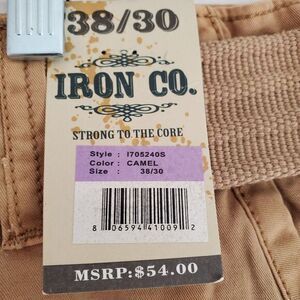 38/30
IRON CO.
STRONG TO THE CORE
Style : I705240S
Color : CAMEL
Size : 38/30
8 06594 41009 2
MSRP:$54.00